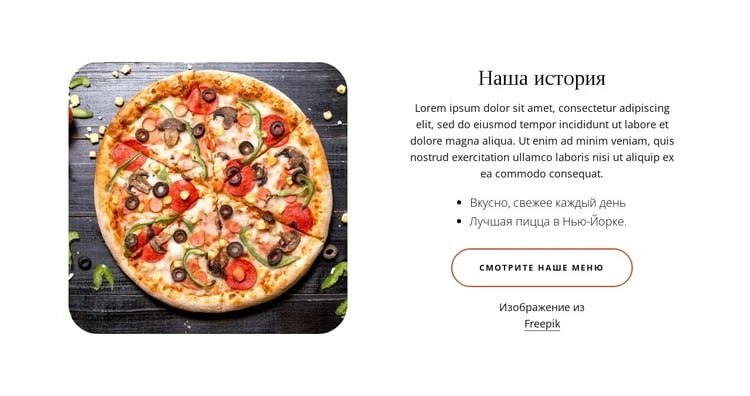 Наша история
Lorem ipsum dolor sit amet, consectetur adipiscing
elit, sed do eiusmod tempor incididunt ut labore et
dolore magna aliqua. Ut enim ad minim veniam, quis
nostrud exercitation ullamco laboris nisi ut aliquip ex
ea commodo consequat.
Вкусно, свежее каждый день
Лучшая пицца в Нью-Йорке.
СМОТРИТЕ НАШЕ МЕНЮ
Изображение из
Freepik